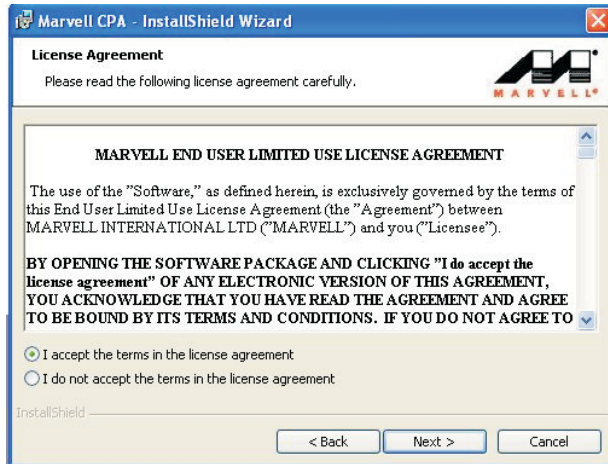 Marvell CPA - InstallShield Wizard
License Agreement
Please read the following license agreement carefully.
MARVELL®
MARVELL END USER LIMITED USE LICENSE AGREEMENT
The use of the "Software," as defined herein, is exclusively governed by the terms of
this End User Limited Use License Agreement (the "Agreement") between
MARVELL INTERNATIONAL LTD ("MARVELL") and you ("Licensee").
BY OPENING THE SOFTWARE PACKAGE AND CLICKING "I do accept the
license agreement" OF ANY ELECTRONIC VERSION OF THIS AGREEMENT,
YOU ACKNOWLEDGE THAT YOU HAVE READ THE AGREEMENT AND AGREE
TO BE BOUND BY ITS TERMS AND CONDITIONS. IF YOU DO NOT AGREE TO
I accept the terms in the license agreement
I do not accept the terms in the license agreement
InstallShield
< Back Next > Cancel